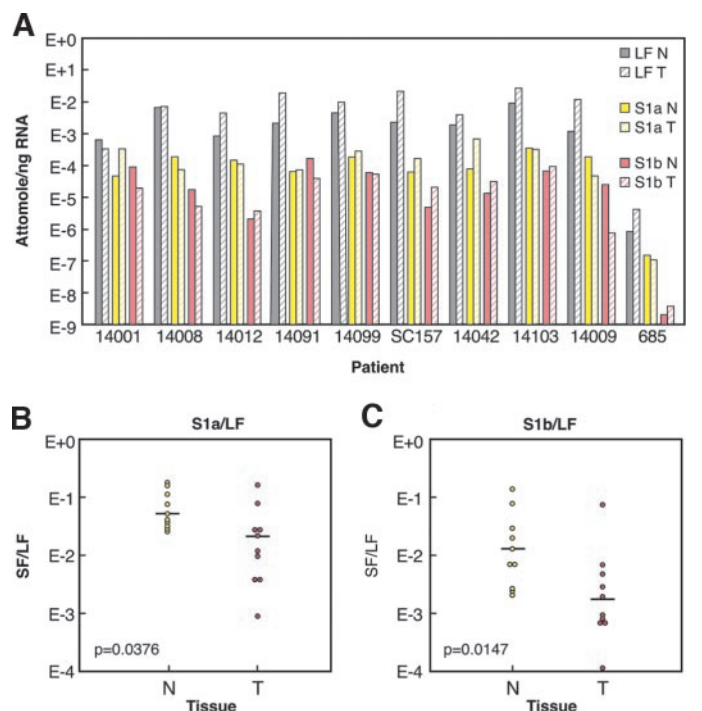 A
E+0
E+1
E-2
E-3
E-4
E-5
E-6
E-7
E-8
E-9
Attomole/ng RNA
LF N
LF T
S1a N
S1a T
S1b N
S1b T
14001 14008 14012 14091 14099 SC157 14042 14103 14009 685
Patient
B
S1a/LF
E+0
E-1
E-2
E-3
E-4
SF/LF
p=0.0376
N T
Tissue
C
S1b/LF
E+0
E-1
E-2
E-3
E-4
SF/LF
p=0.0147
N T
Tissue